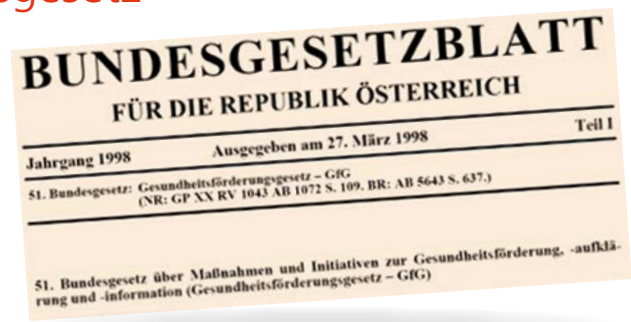 gesetz
BUNDESGESETZBLATT
FÜR DIE REPUBLIK ÖSTERREICH
Jahrgang 1998 Ausgegeben am 27. März 1998 Teil I
51. Bundesgesetz: Gesundheitsförderungsgesetz – GfG
(NR: GP XX RV 1043 AB 1072 S. 109. BR: AB 5643 S. 637.)
51. Bundesgesetz über Maßnahmen und Initiativen zur Gesundheitsförderung, -aufklä-
rung und -information (Gesundheitsförderungsgesetz – GfG)